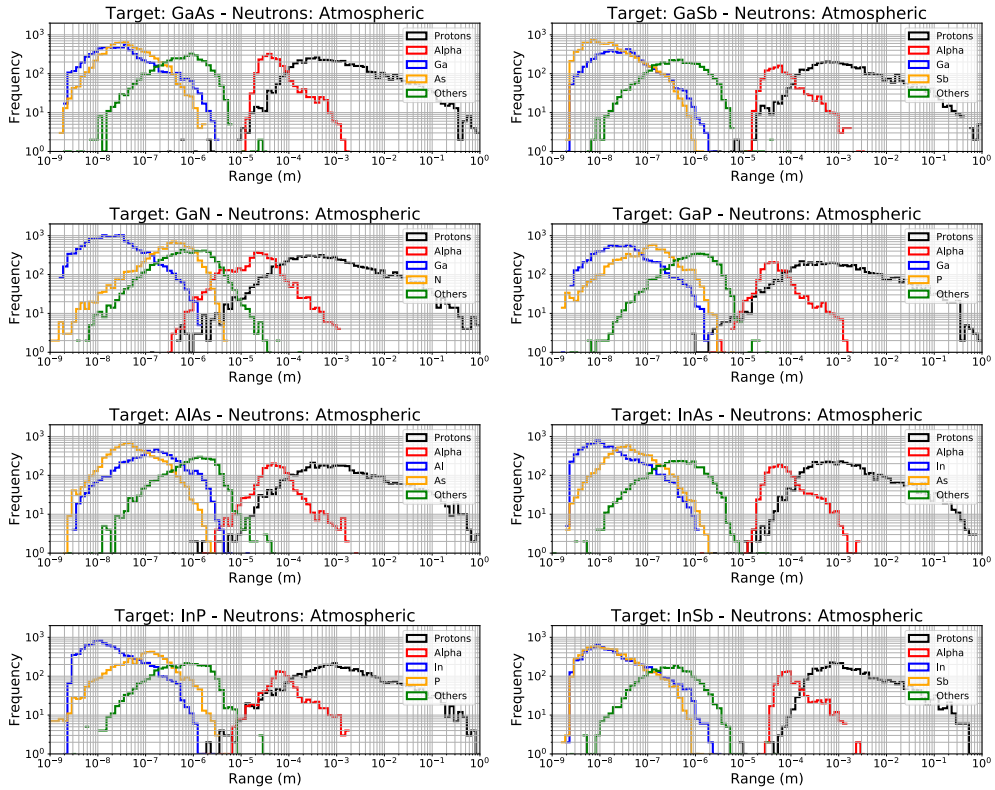 Target: GaAs - Neutrons: Atmospheric
Frequency
10³
10²
10¹
10⁰
Protons
Alpha
Ga
As
Others
10⁻⁹ 10⁻⁸ 10⁻⁷ 10⁻⁶ 10⁻⁵ 10⁻⁴ 10⁻³ 10⁻² 10⁻¹ 10⁰
Range (m)
Target: GaSb - Neutrons: Atmospheric
Frequency
10³
10²
10¹
10⁰
Protons
Alpha
Ga
Sb
Others
10⁻⁹ 10⁻⁸ 10⁻⁷ 10⁻⁶ 10⁻⁵ 10⁻⁴ 10⁻³ 10⁻² 10⁻¹ 10⁰
Range (m)
Target: GaN - Neutrons: Atmospheric
Frequency
10³
10²
10¹
10⁰
Protons
Alpha
Ga
N
Others
10⁻⁹ 10⁻⁸ 10⁻⁷ 10⁻⁶ 10⁻⁵ 10⁻⁴ 10⁻³ 10⁻² 10⁻¹ 10⁰
Range (m)
Target: GaP - Neutrons: Atmospheric
Frequency
10³
10²
10¹
10⁰
Protons
Alpha
Ga
P
Others
10⁻⁹ 10⁻⁸ 10⁻⁷ 10⁻⁶ 10⁻⁵ 10⁻⁴ 10⁻³ 10⁻² 10⁻¹ 10⁰
Range (m)
Target: AlAs - Neutrons: Atmospheric
Frequency
10³
10²
10¹
10⁰
Protons
Alpha
Al
As
Others
10⁻⁹ 10⁻⁸ 10⁻⁷ 10⁻⁶ 10⁻⁵ 10⁻⁴ 10⁻³ 10⁻² 10⁻¹ 10⁰
Range (m)
Target: InAs - Neutrons: Atmospheric
Frequency
10³
10²
10¹
10⁰
Protons
Alpha
In
As
Others
10⁻⁹ 10⁻⁸ 10⁻⁷ 10⁻⁶ 10⁻⁵ 10⁻⁴ 10⁻³ 10⁻² 10⁻¹ 10⁰
Range (m)
Target: InP - Neutrons: Atmospheric
Frequency
10³
10²
10¹
10⁰
Protons
Alpha
In
P
Others
10⁻⁹ 10⁻⁸ 10⁻⁷ 10⁻⁶ 10⁻⁵ 10⁻⁴ 10⁻³ 10⁻² 10⁻¹ 10⁰
Range (m)
Target: InSb - Neutrons: Atmospheric
Frequency
10³
10²
10¹
10⁰
Protons
Alpha
In
Sb
Others
10⁻⁹ 10⁻⁸ 10⁻⁷ 10⁻⁶ 10⁻⁵ 10⁻⁴ 10⁻³ 10⁻² 10⁻¹ 10⁰
Range (m)